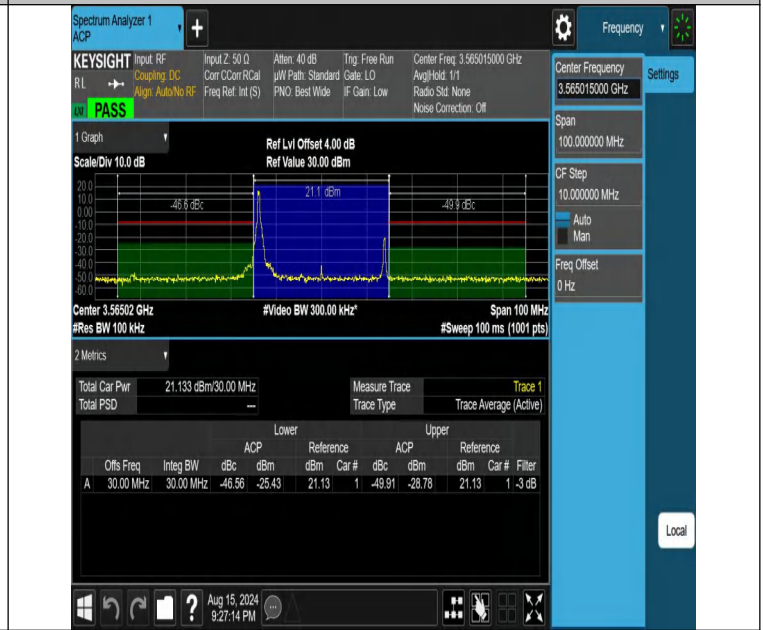 Spectrum Analyzer 1
ACP
+
Frequency
KEYSIGHT
RL
PASS
Input: RF
Coupling: DC
Align: Auto/No RF
Input Z: 50 Ω
Corr CCorr RCal
Freq Ref: Int (S)
Atten: 40 dB
µW Path: Standard
PNO: Best Wide
Trig: Free Run
Gate: LO
IF Gain: Low
Center Freq: 3.565015000 GHz
Avg|Hold: 1/1
Radio Std: None
Noise Correction: Off
Center Frequency
3.565015000 GHz
Settings
Span
100.000000 MHz
CF Step
10.000000 MHz
Auto
Man
Freq Offset
0 Hz
1 Graph
Scale/Div 10.0 dB
Ref Lvl Offset 4.00 dB
Ref Value 30.00 dBm
20.0
10.0
0.00
-10.0
-20.0
-30.0
-40.0
-50.0
-60.0
-46.6 dBc
21.1 dBm
-49.9 dBc
Center 3.56502 GHz
#Video BW 300.00 kHz*
Span 100 MHz
#Res BW 100 kHz
#Sweep 100 ms (1001 pts)
2 Metrics
Total Car Pwr 21.133 dBm/30.00 MHz
Total PSD ---
Measure Trace Trace 1
Trace Type Trace Average (Active)
Lower Upper
ACP Reference ACP Reference
Offs Freq Integ BW dBc dBm dBm Car # dBc dBm dBm Car # Filter
A 30.00 MHz 30.00 MHz -46.56 -25.43 21.13 1 -49.91 -28.78 21.13 1 -3 dB
Local
?
Aug 15, 2024
9:27:14 PM